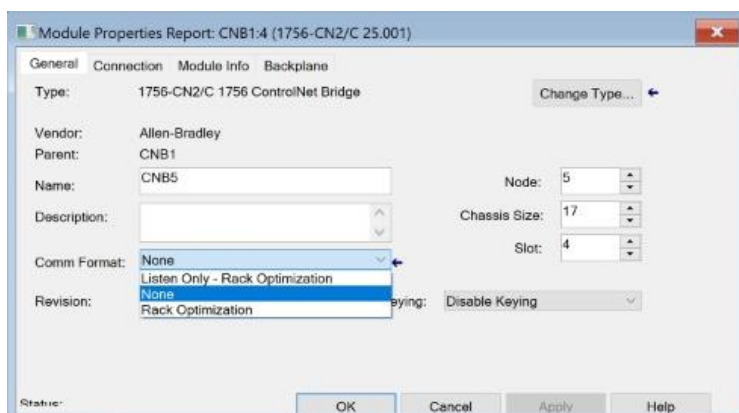 Module Properties Report: CNB1:4 (1756-CN2/C 25.001)
General Connection Module Info Backplane
Type: 1756-CN2/C 1756 ControlNet Bridge Change Type...
Vendor: Allen-Bradley
Parent: CNB1
Name: CNB5 Node: 5
Description: Chassis Size: 17
Slot: 4
Comm Format: None
Listen Only - Rack Optimization
None
Revision: eying: Disable Keying
Rack Optimization
Status:
OK Cancel Apply Help